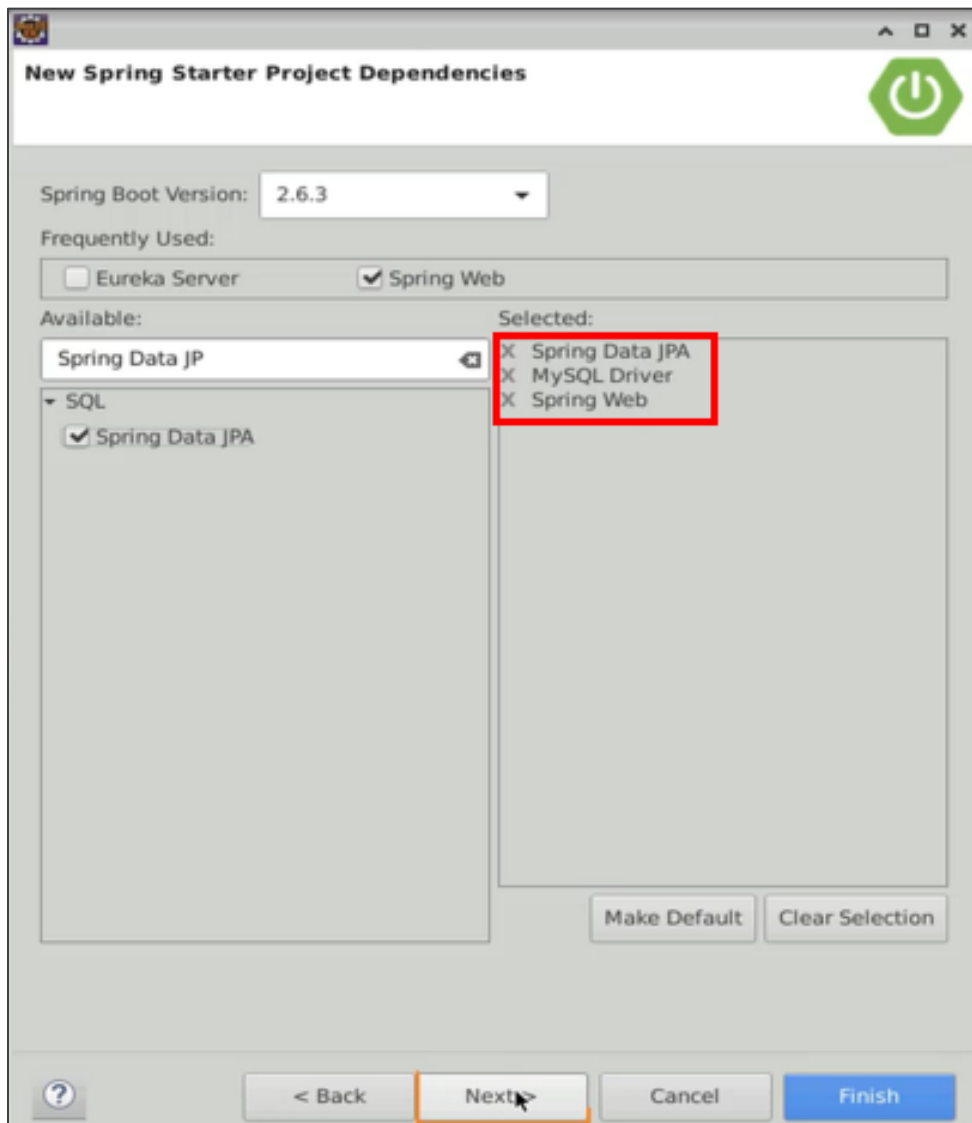 New Spring Starter Project Dependencies
Spring Boot Version: 2.6.3
Frequently Used:
Eureka Server Spring Web
Available:
Spring Data JP
SQL
Spring Data JPA
Selected:
X Spring Data JPA
X MySQL Driver
X Spring Web
Make Default Clear Selection
? < Back Next > Cancel Finish